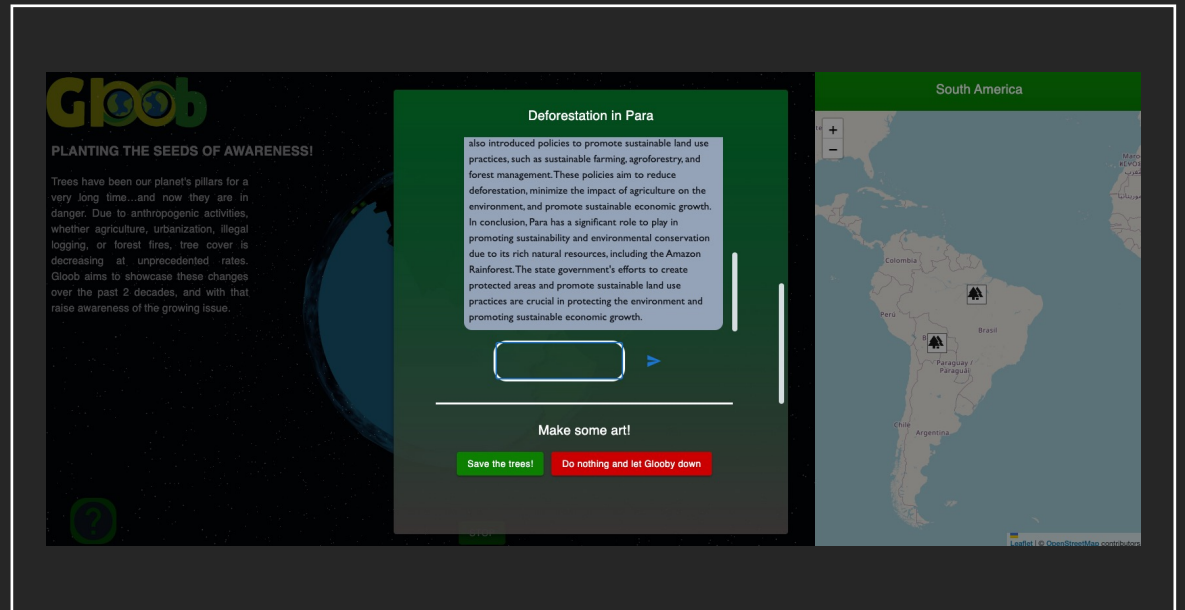 Gloob
PLANTING THE SEEDS OF AWARENESS!
Trees have been our planet's pillars for a
very long time...and now they are in
danger. Due to anthropogenic activities,
whether agriculture, urbanization, illegal
logging, or forest fires, tree cover is
decreasing at unprecedented rates.
Gloob aims to showcase these changes
over the past 2 decades, and with that
raise awareness of the growing issue.
?
Deforestation in Para
also introduced policies to promote sustainable land use
practices, such as sustainable farming, agroforestry, and
forest management. These policies aim to reduce
deforestation, minimize the impact of agriculture on the
environment, and promote sustainable economic growth.
In conclusion, Para has a significant role to play in
promoting sustainability and environmental conservation
due to its rich natural resources, including the Amazon
Rainforest. The state government's efforts to create
protected areas and promote sustainable land use
practices are crucial in protecting the environment and
promoting sustainable economic growth.
Make some art!
Save the trees!
Do nothing and let Glooby down
South America
+
−
Colombia
Perú
Brasil
Paraguay /
Paraguái
Chile
Argentina
Leaflet | © OpenStreetMap contributors